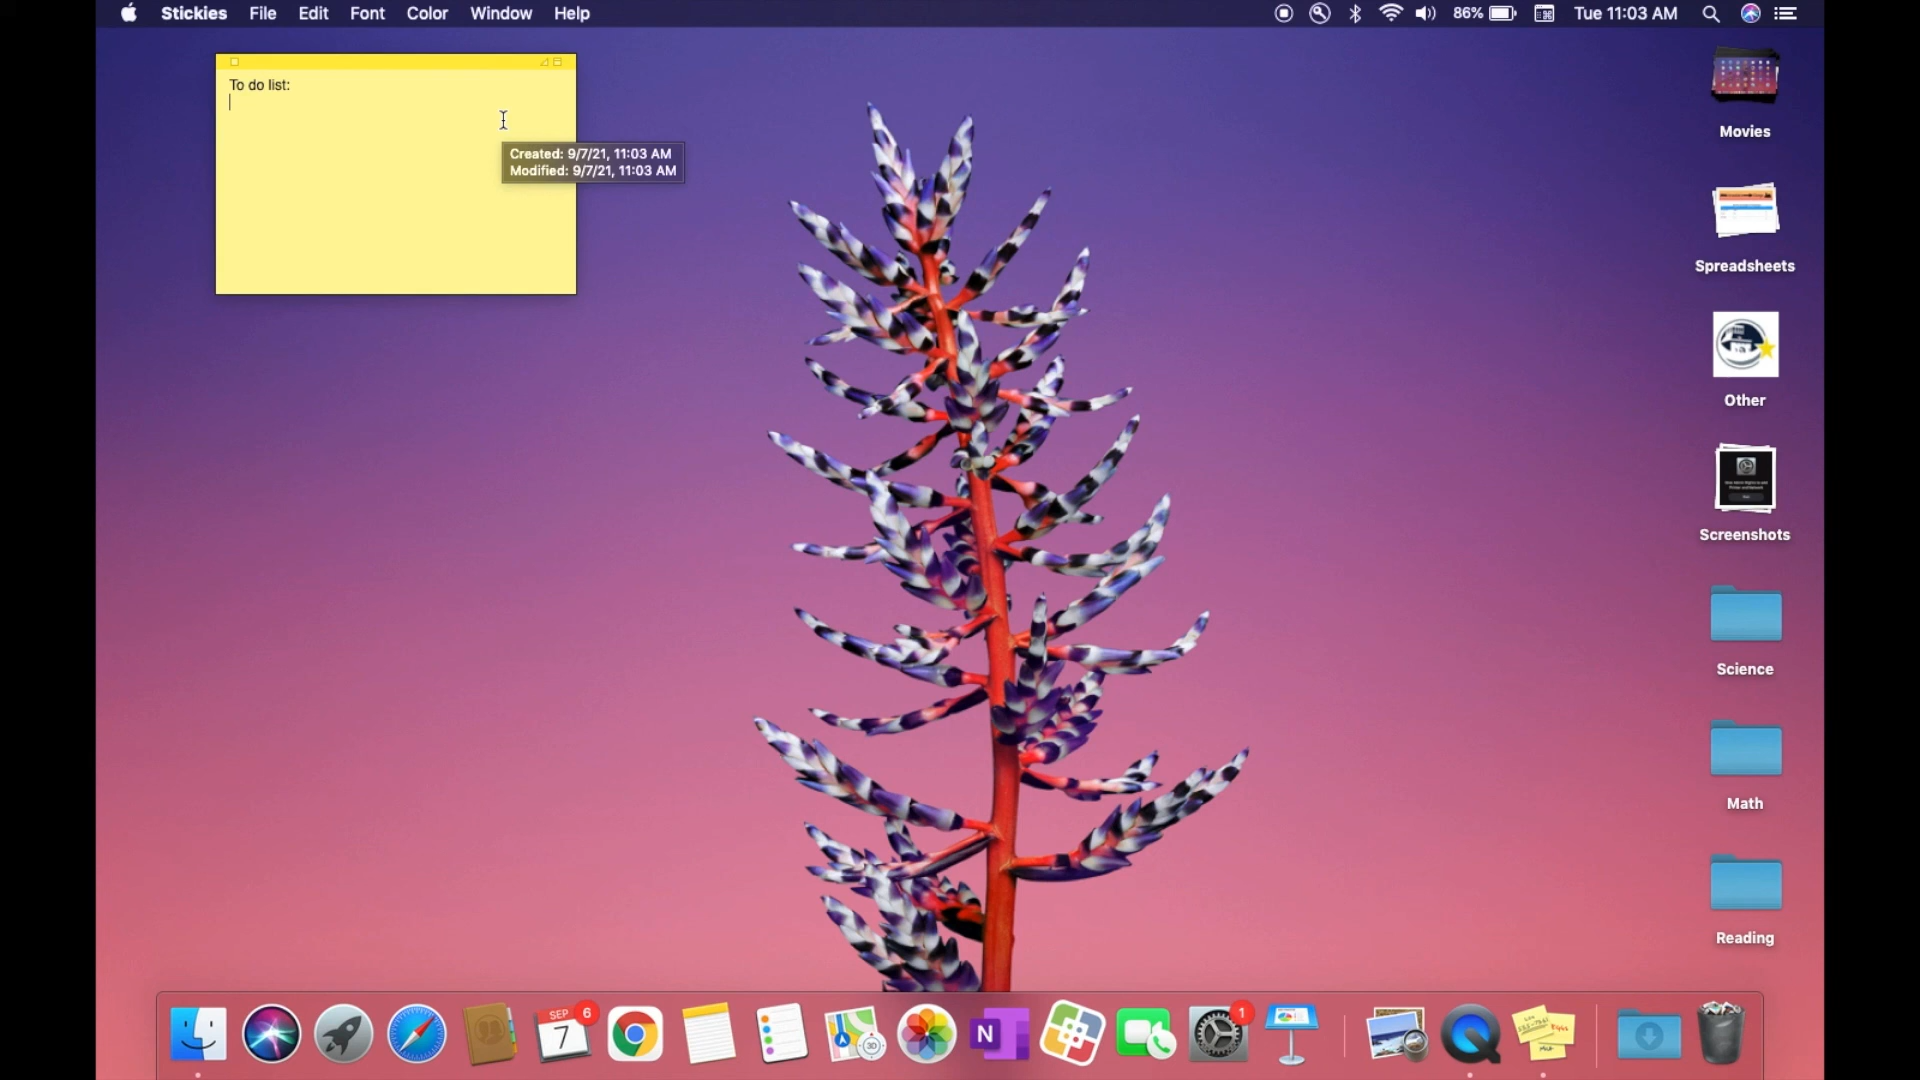 Stickies File Edit Font Color Window Help
86% Tue 11:03 AM
To do list:
Created: 9/7/21, 11:03 AM
Modified: 9/7/21, 11:03 AM
Movies
Spreadsheets
Other
Screenshots
Science
Math
Reading
SEP
7
6
3D
N
1